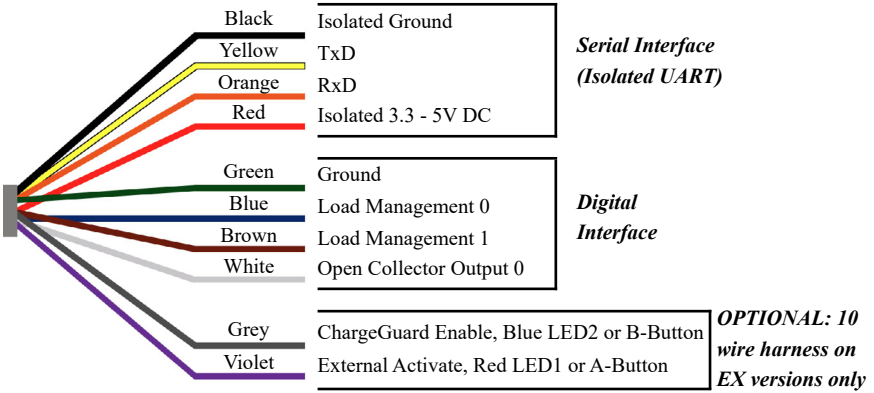 Black Isolated Ground
Yellow TxD
Orange RxD
Red Isolated 3.3 - 5V DC
Serial Interface
(Isolated UART)
Green Ground
Blue Load Management 0
Brown Load Management 1
White Open Collector Output 0
Digital
Interface
Grey ChargeGuard Enable, Blue LED2 or B-Button
Violet External Activate, Red LED1 or A-Button
OPTIONAL: 10
wire harness on
EX versions only